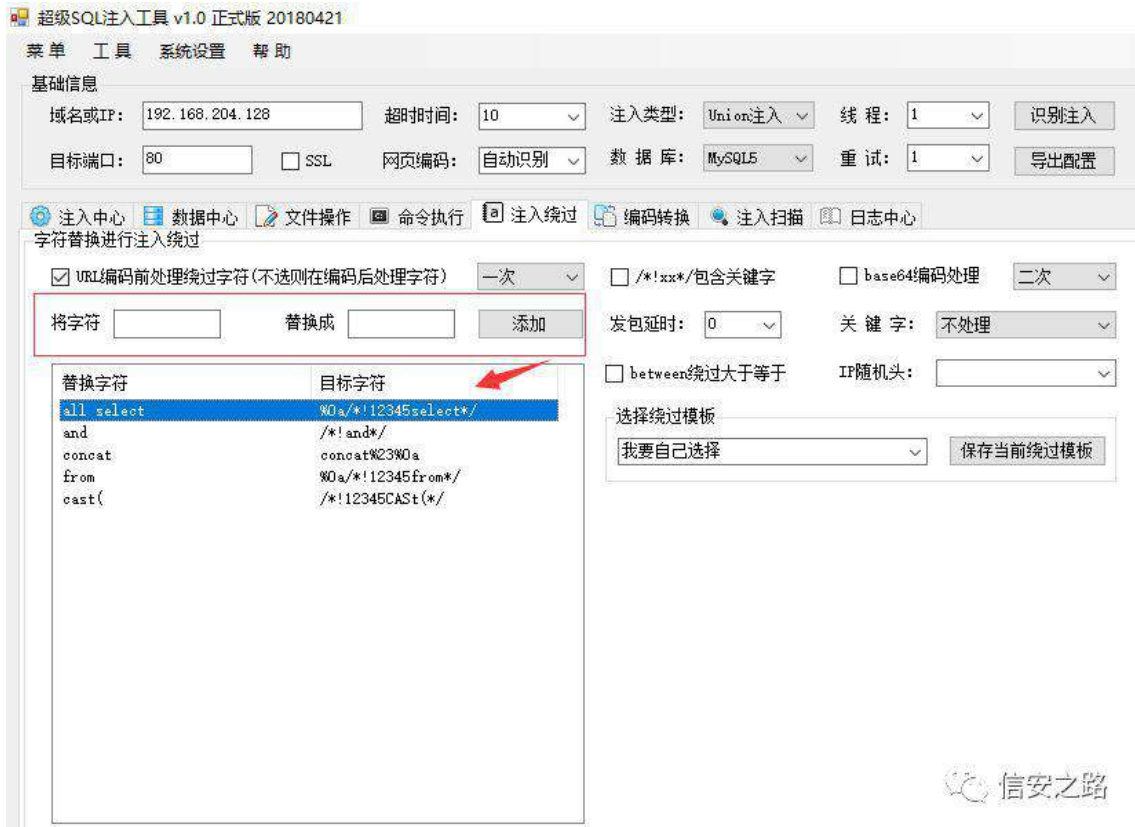 超级SQL注入工具 v1.0 正式版 20180421
菜单 工具 系统设置 帮助
基础信息
域名或IP: 192.168.204.128 超时时间: 10 注入类型: Union注入 线程: 1 识别注入
目标端口: 80 SSL 网页编码: 自动识别 数据库: MySQL5 重试: 1 导出配置
注入中心 数据中心 文件操作 命令执行 注入绕过 编码转换 注入扫描 日志中心
字符替换进行注入绕过
URL编码前处理绕过字符(不选则在编码后处理字符) 一次 /*!xx*/包含关键字 base64编码处理 二次
将字符 替换成 添加 发包延时: 0 关键字: 不处理
between绕过大于等于 IP随机头:
替换字符 目标字符
all select %0a/*!12345select*/
and /*!and*/
concat concat%23%0a
from %0a/*!12345from*/
cast( /*!12345CASt(*/
选择绕过模板
我要自己选择 保存当前绕过模板
信安之路